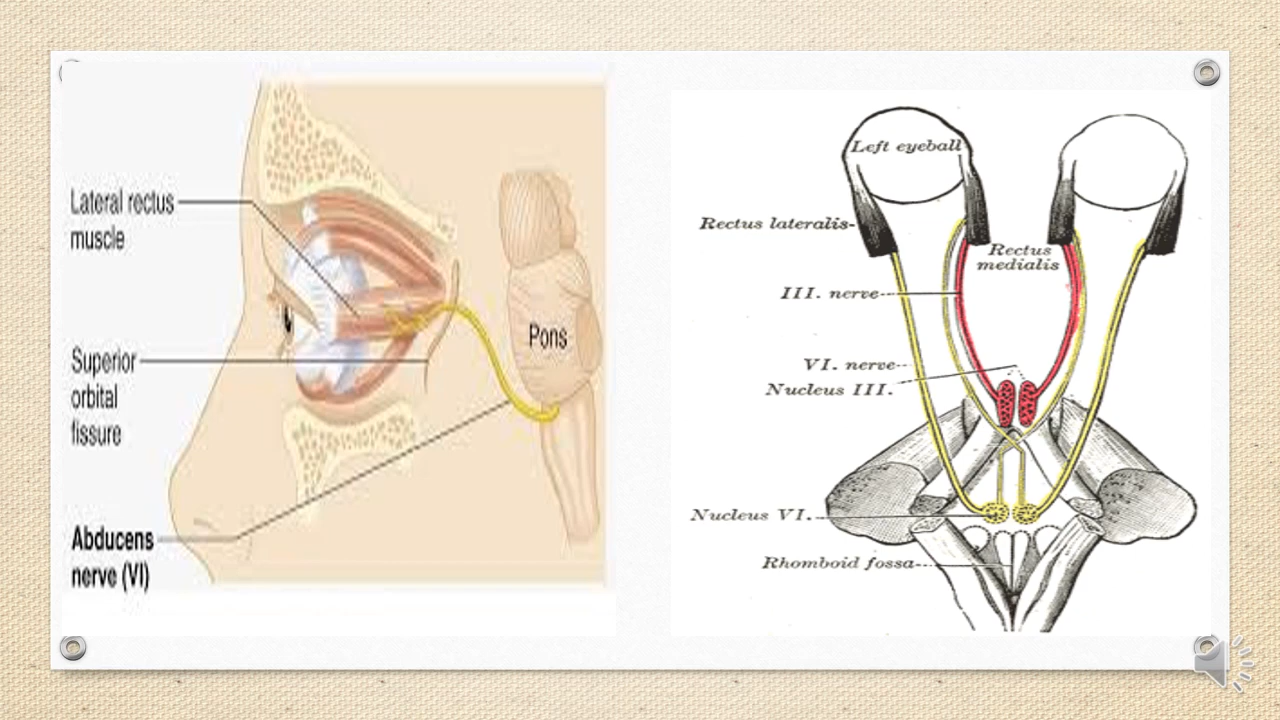 Lateral rectus
muscle
Superior
orbital
fissure
Abducens
nerve (VI)
Pons
Left eyeball
Rectus lateralis-
Rectus
medialis
III. nerve
VI. nerve
Nucleus III.
Nucleus VI.
Rhomboid fossa